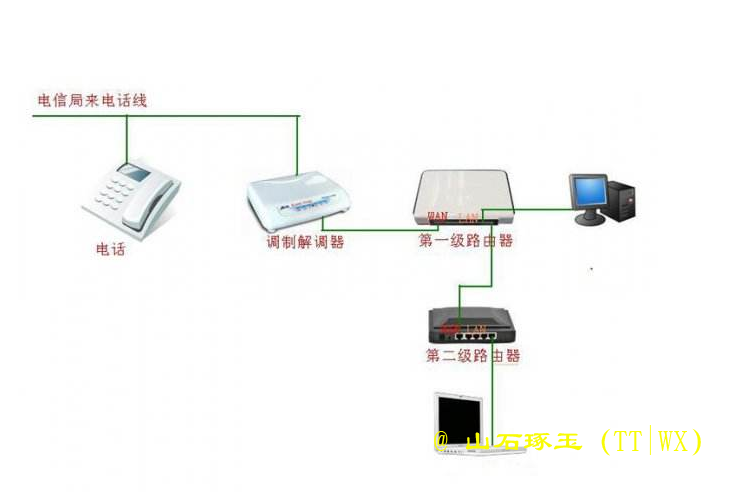 电信局来电话线
电话
调制解调器
WAN LAN
第一级路由器
LAN
第二级路由器
@ 山石琢玉 (TT|WX)